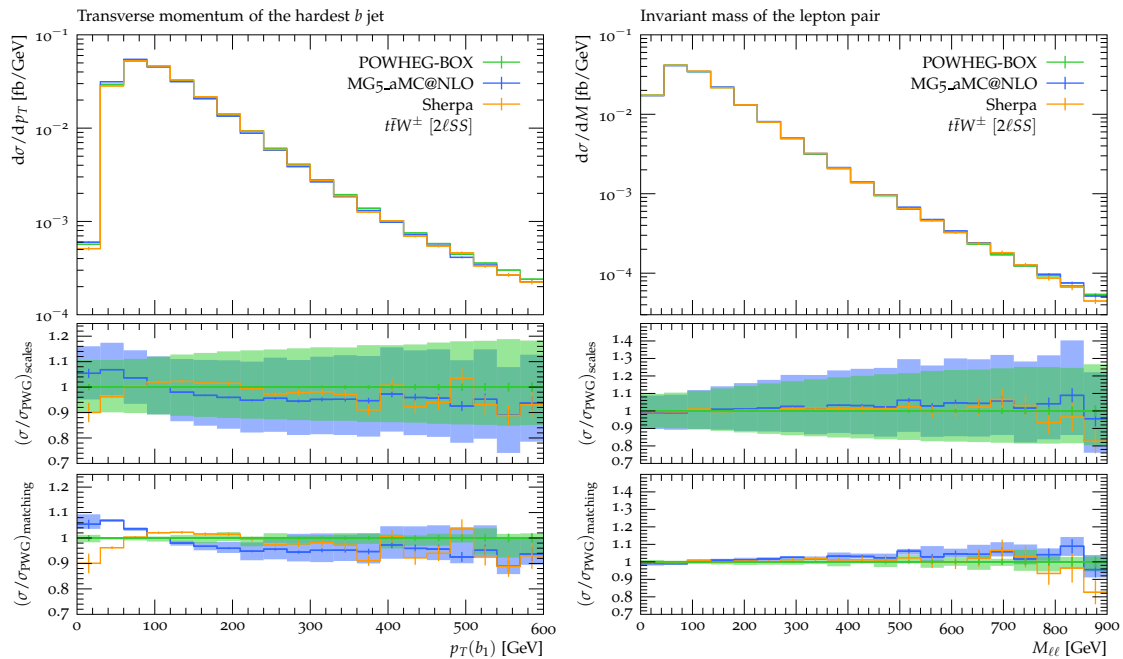 Transverse momentum of the hardest b jet
dσ/dp_T [fb/GeV]
10^−1
10^−2
10^−3
10^−4
POWHEG-BOX
MG5_aMC@NLO
Sherpa
tt̄W^± [2ℓSS]
(σ/σ_PWG)_scales
1.2
1.1
1
0.9
0.8
0.7
(σ/σ_PWG)_matching
1.2
1.1
1
0.9
0.8
0.7
0 100 200 300 400 500 600
p_T(b_1) [GeV]
Invariant mass of the lepton pair
dσ/dM [fb/GeV]
10^−1
10^−2
10^−3
10^−4
POWHEG-BOX
MG5_aMC@NLO
Sherpa
tt̄W^± [2ℓSS]
(σ/σ_PWG)_scales
1.4
1.3
1.2
1.1
1
0.9
0.8
0.7
(σ/σ_PWG)_matching
1.4
1.3
1.2
1.1
1
0.9
0.8
0.7
0 100 200 300 400 500 600 700 800 900
M_ℓℓ [GeV]